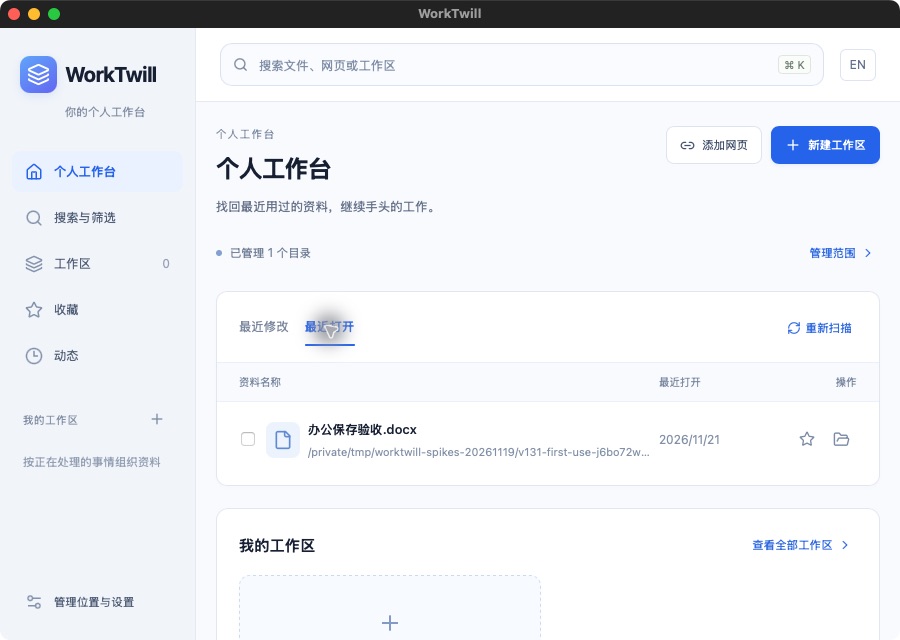 WorkTwill
WorkTwill
你的个人工作台
个人工作台
搜索与筛选
工作区 0
收藏
动态
我的工作区
按正在处理的事情组织资料
管理位置与设置
搜索文件、网页或工作区 ⌘ K
EN
个人工作台
个人工作台
找回最近用过的资料，继续手头的工作。
添加网页
新建工作区
已管理 1 个目录
管理范围
最近修改 最近打开
重新扫描
资料名称 最近打开 操作
办公保存验收.docx
/private/tmp/worktwill-spikes-20261119/v131-first-use-j6bo72w...
2026/11/21
我的工作区
查看全部工作区